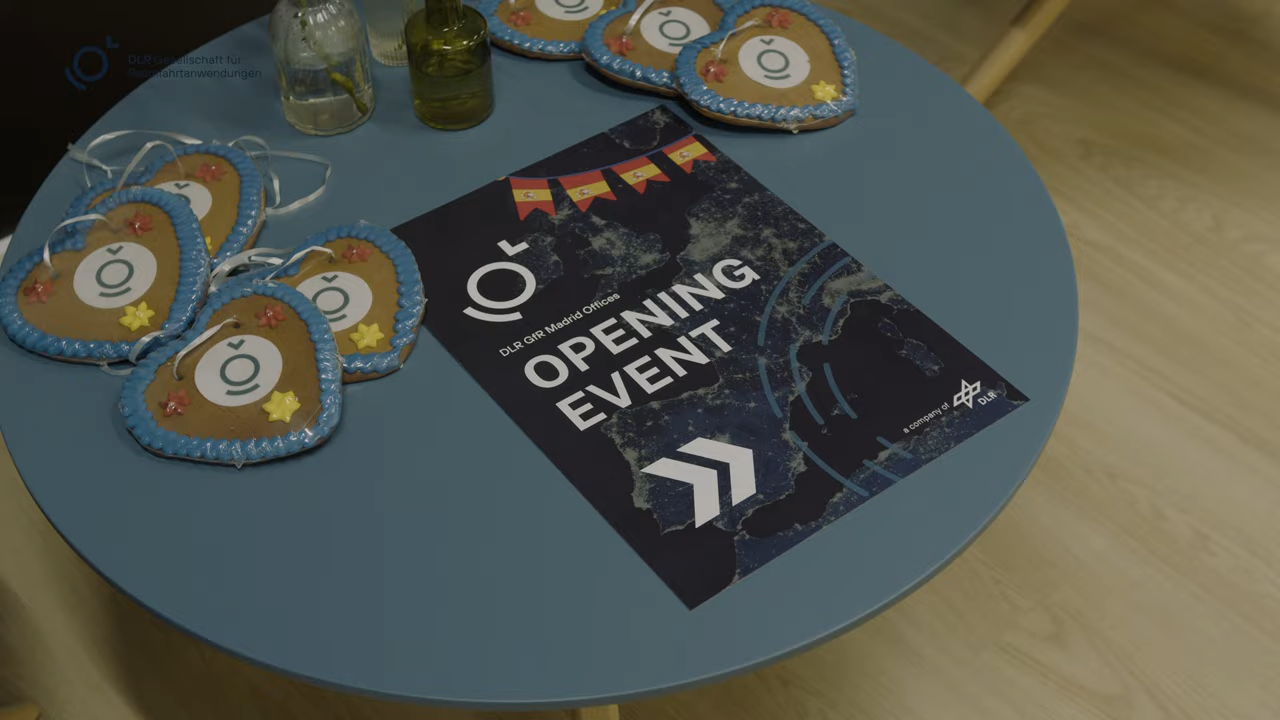 DLR Gesellschaft für
Raumfahrtanwendungen
DLR GfR Madrid Offices
OPENING
EVENT
a company of DLR